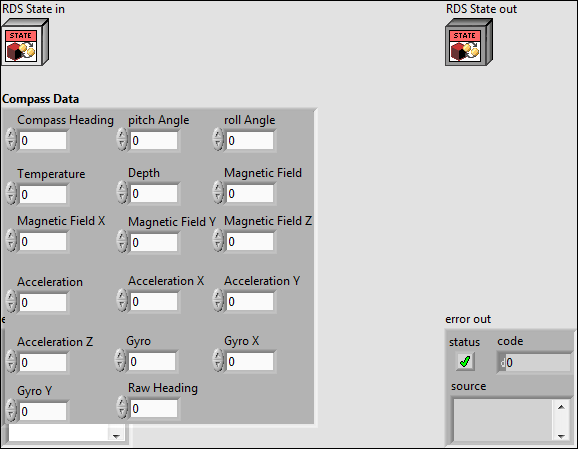 RDS State in
RDS State out
STATE
STATE
Compass Data
Compass Heading
pitch Angle
roll Angle
0
0
0
Temperature
Depth
Magnetic Field
0
0
0
Magnetic Field X
Magnetic Field Y
Magnetic Field Z
0
0
0
Acceleration
Acceleration X
Acceleration Y
0
0
0
e
error out
Acceleration Z
Gyro
Gyro X
status
code
0
0
0
0
Gyro Y
Raw Heading
source
0
0